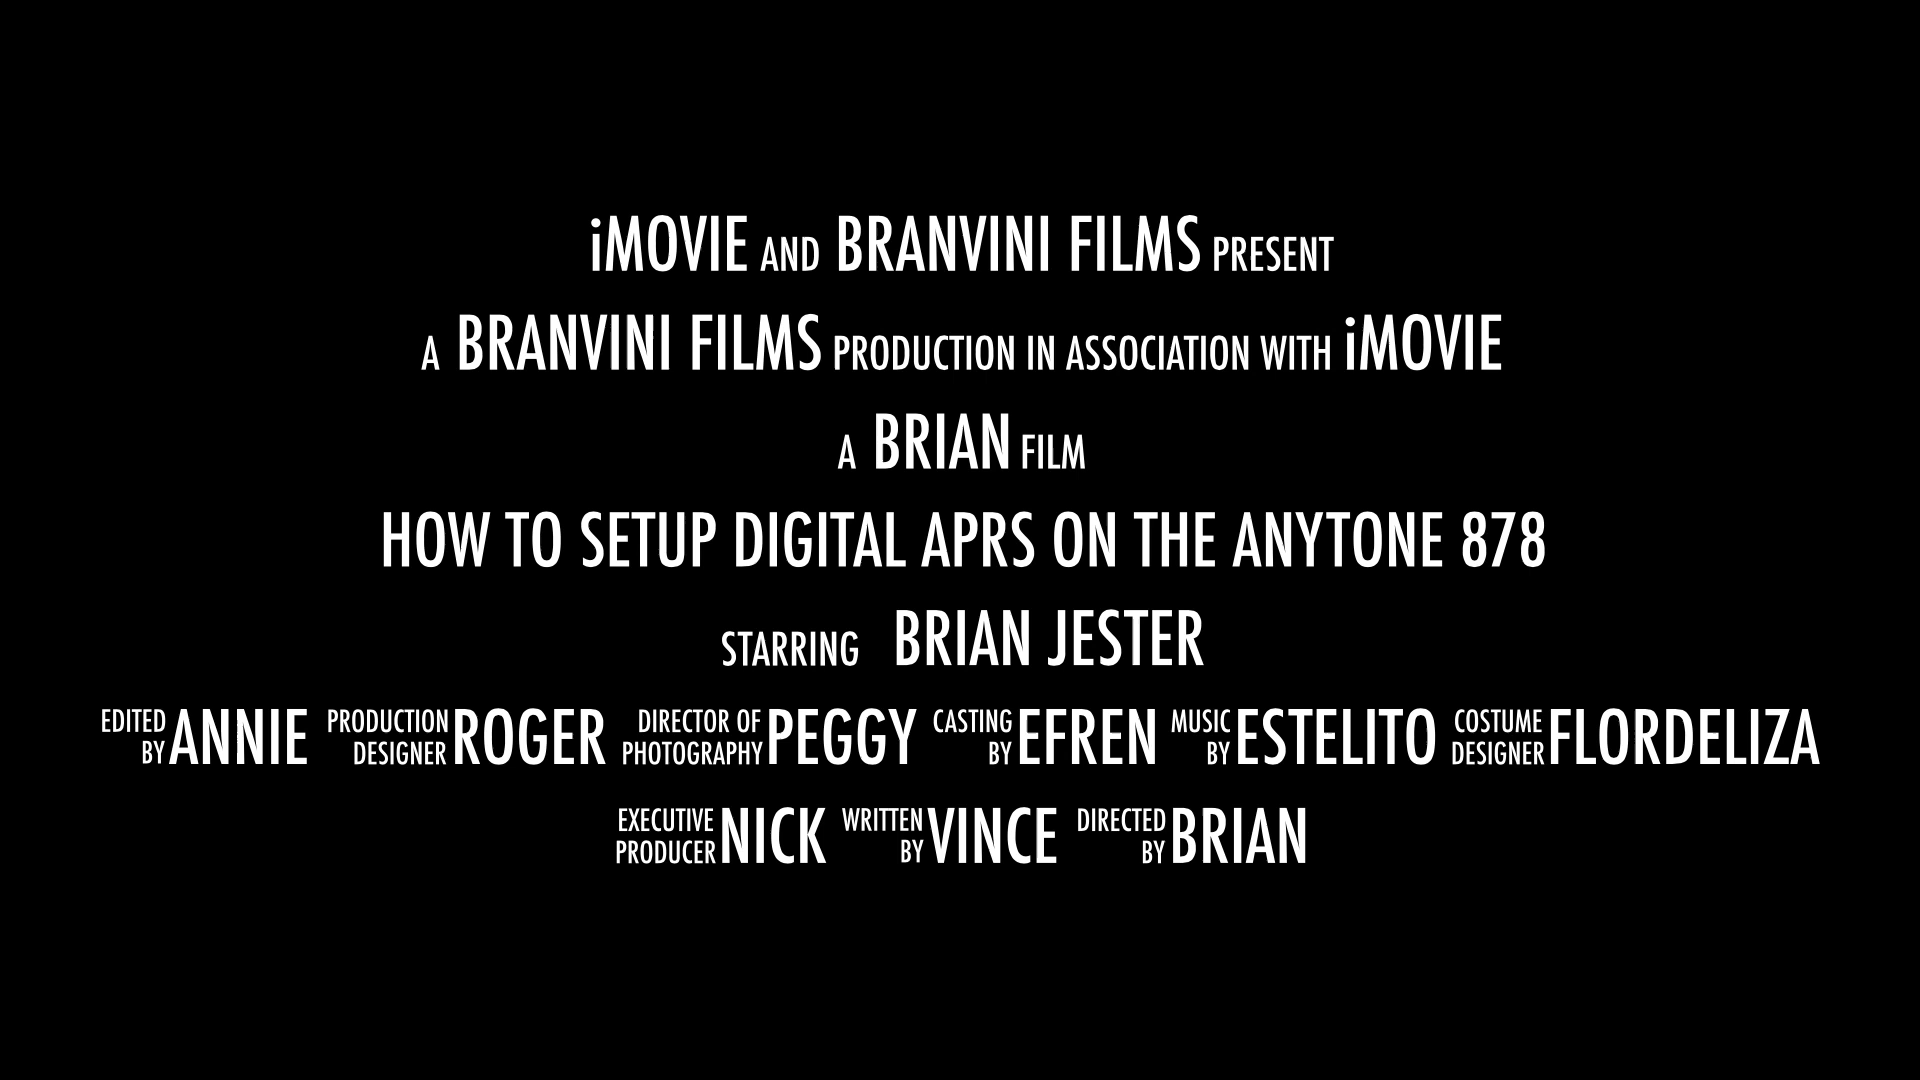 iMOVIE AND BRANVINI FILMS PRESENT
A BRANVINI FILMS PRODUCTION IN ASSOCIATION WITH iMOVIE
A BRIAN FILM
HOW TO SETUP DIGITAL APRS ON THE ANYTONE 878
STARRING BRIAN JESTER
EDITED BY ANNIE PRODUCTION DESIGNER ROGER DIRECTOR OF PHOTOGRAPHY PEGGY CASTING BY EFREN MUSIC BY ESTELITO COSTUME DESIGNER FLORDELIZA
EXECUTIVE PRODUCER NICK WRITTEN BY VINCE DIRECTED BY BRIAN